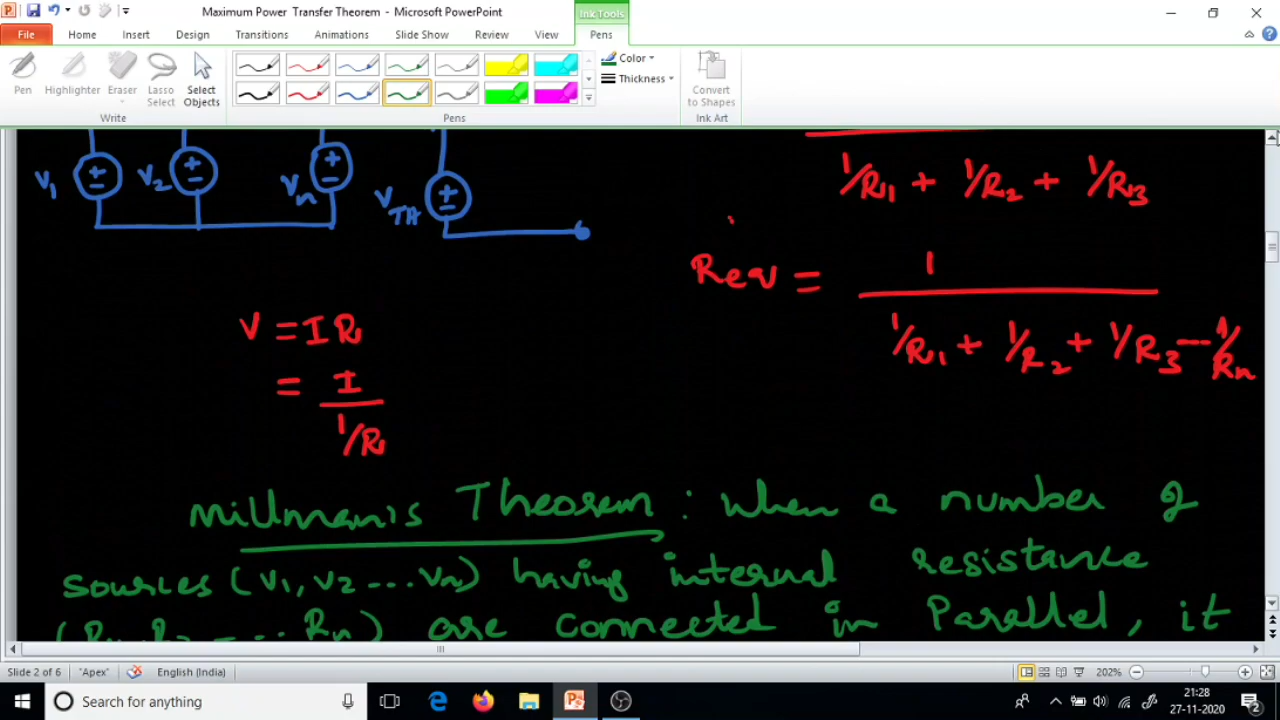 Maximum Power Transfer Theorem - Microsoft PowerPoint
Ink Tools
File Home Insert Design Transitions Animations Slide Show Review View Pens
Pen Highlighter Eraser Lasso Select Select Objects
Color
Thickness
Convert to Shapes
Write Pens Ink Art
V1 V2 Vn VTH
1/R1 + 1/R2 + 1/R3
Req = 1
1/R1 + 1/R2 + 1/R3 --- 1/Rn
V = IR
= I
1/R
Millman's Theorem : When a number of
sources (V1, V2 ... Vn) having internal resistance
(R1, R2 - ... Rn) are connected in Parallel, it
Slide 2 of 6 "Apex" English (India) 202%
Search for anything
21:28
27-11-2020
2